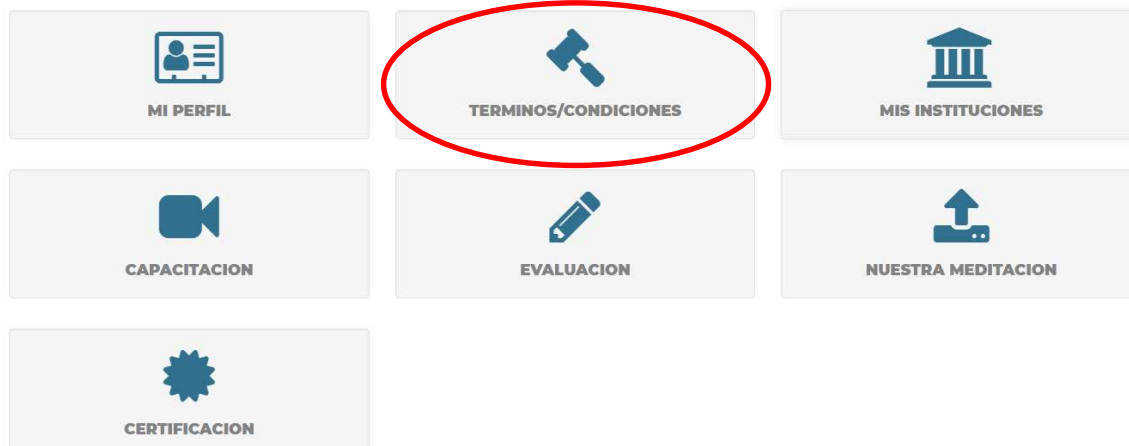 MI PERFIL
TERMINOS/CONDICIONES
MIS INSTITUCIONES
CAPACITACION
EVALUACION
NUESTRA MEDITACION
CERTIFICACION